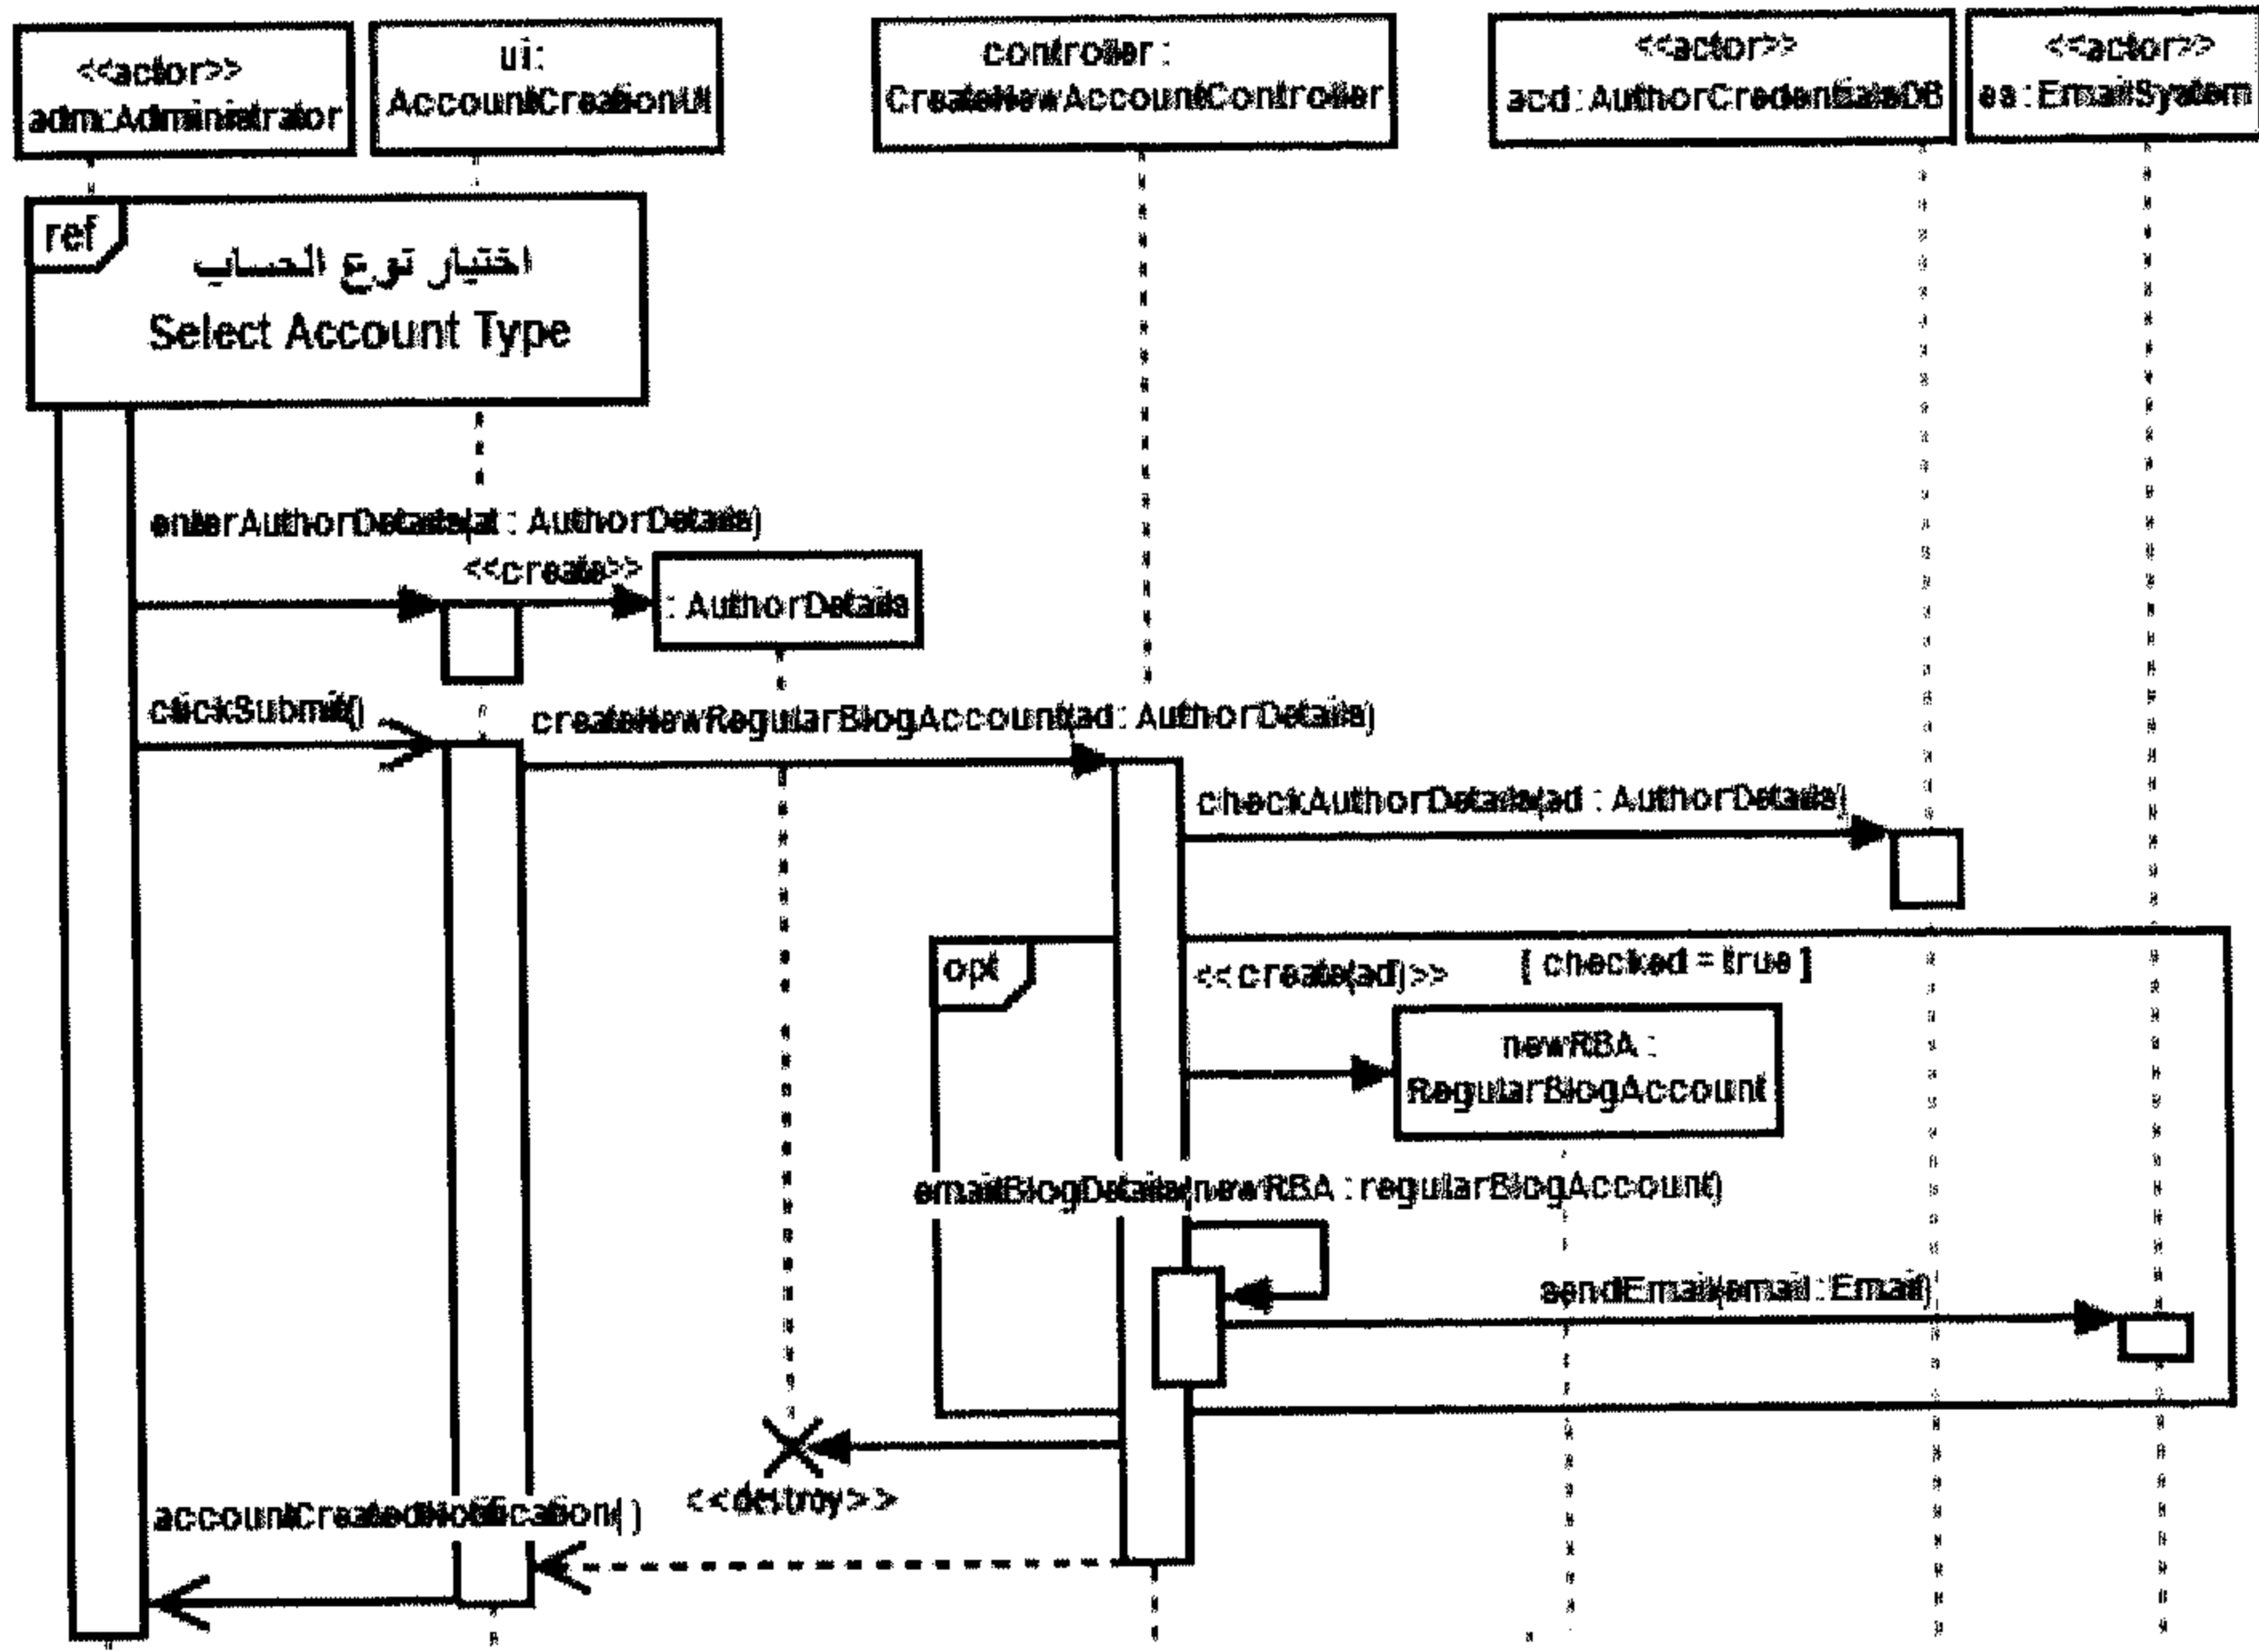 <<actor>>
adm:Administrator
ui:
AccountCreationUI
controller:
CreateNewAccountController
<<actor>>
acd:AuthorCredentialsDB
<<actor>>
es:EmailSystem
ref
اختيار نوع الحساب
Select Account Type
enterAuthorDetails(at : AuthorDetails)
<<create>>
: AuthorDetails
clickSubmit()
createNewRegularBlogAccount(ad : AuthorDetails)
checkAuthorDetails(ad : AuthorDetails)
opt
<<create(ad)>>
[ checked = true ]
newRBA :
RegularBlogAccount
emailBlogDetails(newRBA : regularBlogAccount()
sendEmail(email : Email)
<<destroy>>
accountCreatedNotification()